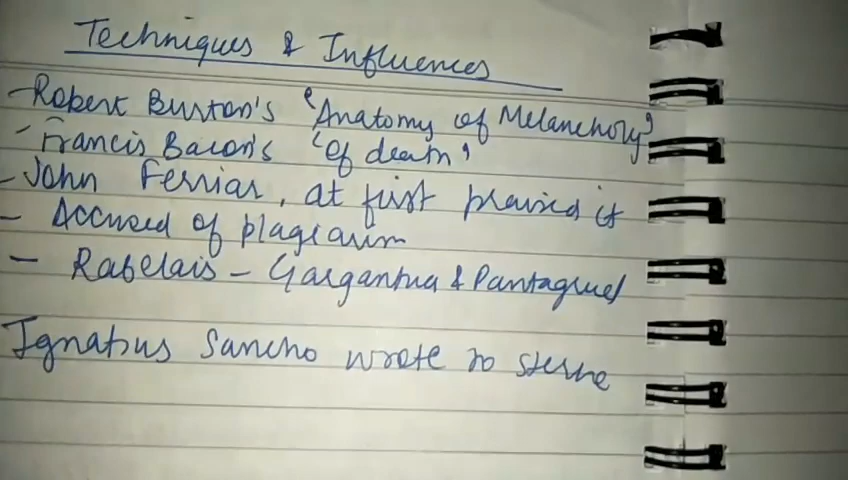 Techniques & Influences
- Robert Burton's 'Anatomy of Melancholy'
- Francis Bacon's 'Of death'
- John Ferriar, at first praised it
- Accused of plagiarism
- Rabelais - Gargantua & Pantagruel
Ignatius Sancho wrote to Sterne